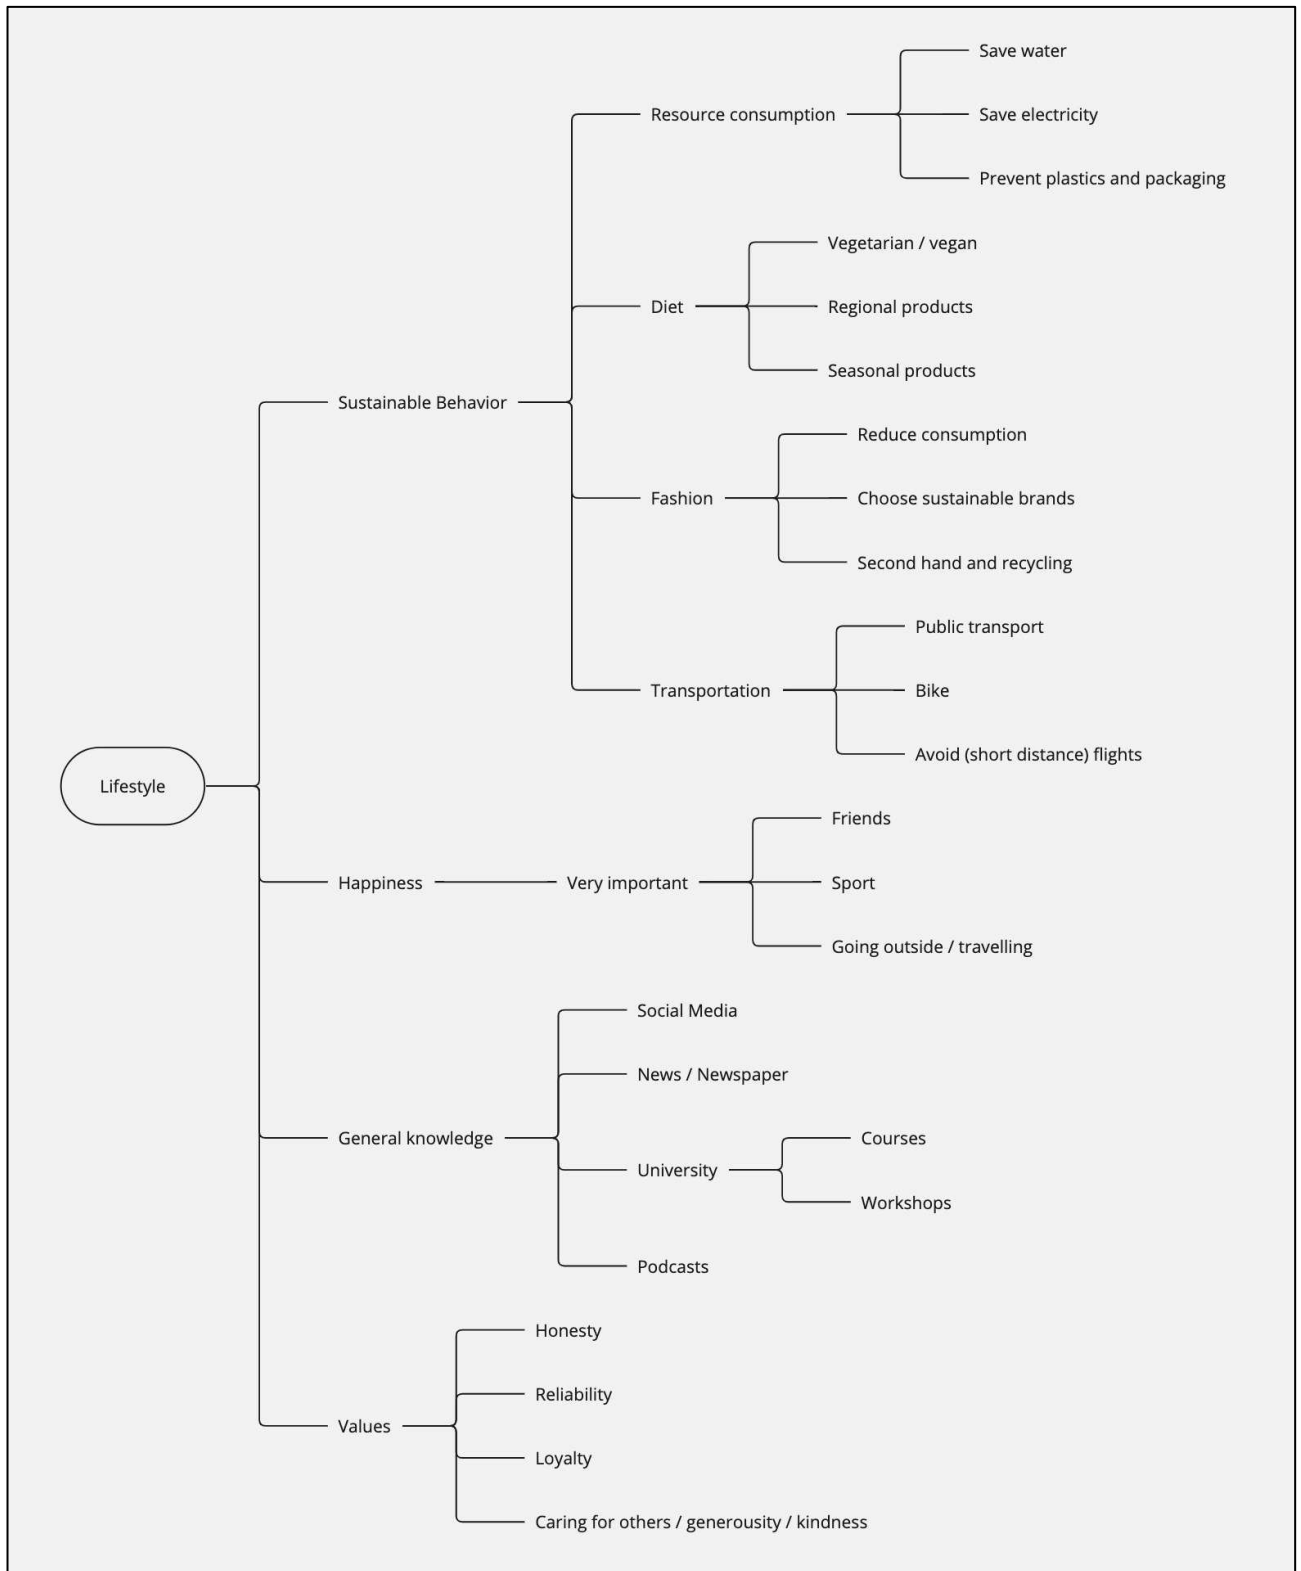 Save water
Resource consumption
Save electricity
Prevent plastics and packaging
Vegetarian / vegan
Diet
Regional products
Seasonal products
Sustainable Behavior
Reduce consumption
Fashion
Choose sustainable brands
Second hand and recycling
Public transport
Transportation
Bike
Avoid (short distance) flights
Lifestyle
Friends
Happiness
Very important
Sport
Going outside / travelling
Social Media
News / Newspaper
General knowledge
Courses
University
Workshops
Podcasts
Honesty
Reliability
Values
Loyalty
Caring for others / generousity / kindness